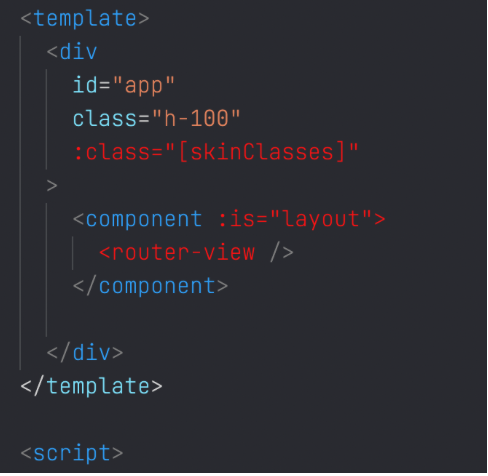 <template>
<div
id="app"
class="h-100"
:class="[skinClasses]"
>
<component :is="layout">
<router-view />
</component>
</div>
</template>
<script>